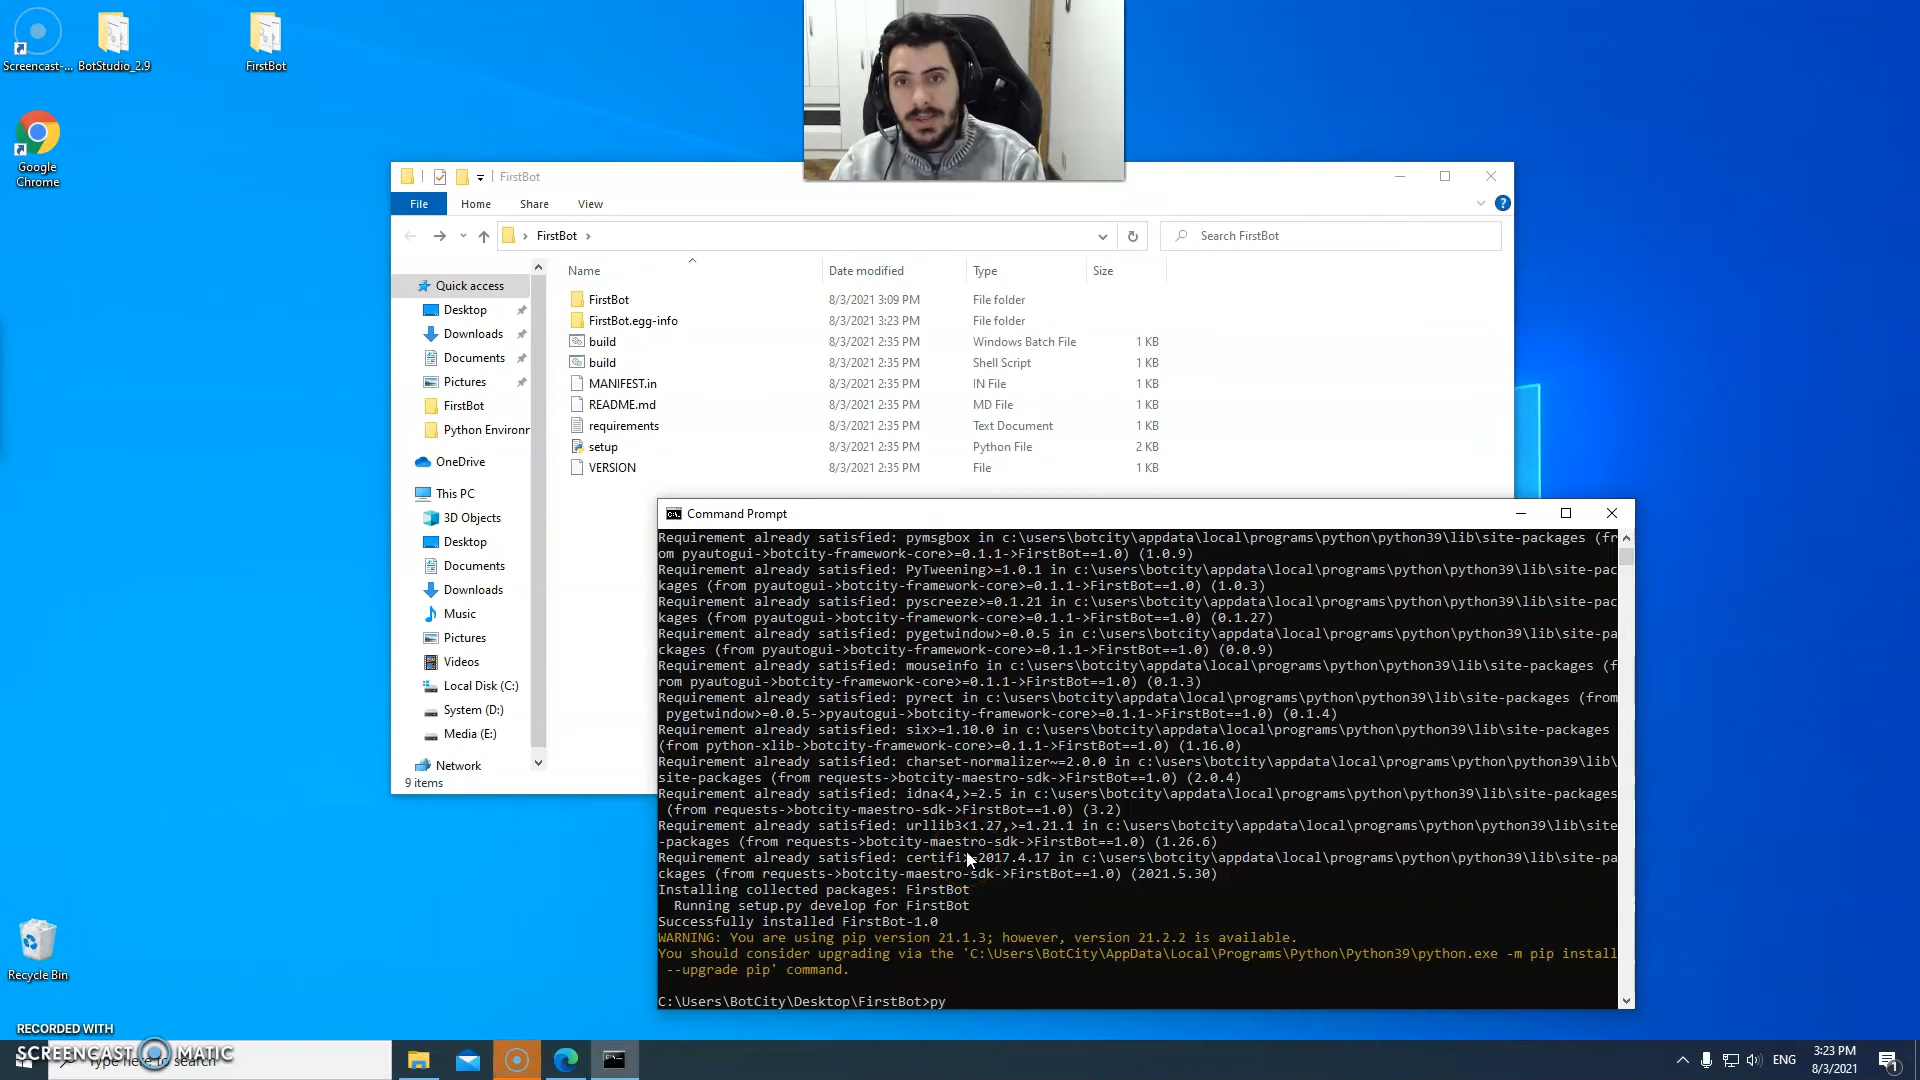 Screencast-...
BotStudio_2.9
FirstBot
Google
Chrome
FirstBot
File
Home
Share
View
FirstBot
Search FirstBot
Name
Date modified
Type
Size
Quick access
Desktop
Downloads
Documents
Pictures
FirstBot
Python Environ
OneDrive
This PC
3D Objects
Desktop
Documents
Downloads
Music
Pictures
Videos
Local Disk (C:)
System (D:)
Media (E:)
Network
FirstBot 8/3/2021 3:09 PM File folder
FirstBot.egg-info 8/3/2021 3:23 PM File folder
build 8/3/2021 2:35 PM Windows Batch File 1 KB
build 8/3/2021 2:35 PM Shell Script 1 KB
MANIFEST.in 8/3/2021 2:35 PM IN File 1 KB
README.md 8/3/2021 2:35 PM MD File 1 KB
requirements 8/3/2021 2:35 PM Text Document 1 KB
setup 8/3/2021 2:35 PM Python File 2 KB
VERSION 8/3/2021 2:35 PM File 1 KB
9 items
Command Prompt
Requirement already satisfied: pymsgbox in c:\users\botcity\appdata\local\programs\python\python39\lib\site-packages (fr
om pyautogui->botcity-framework-core>=0.1.1->FirstBot==1.0) (1.0.9)
Requirement already satisfied: PyTweening>=1.0.1 in c:\users\botcity\appdata\local\programs\python\python39\lib\site-pac
kages (from pyautogui->botcity-framework-core>=0.1.1->FirstBot==1.0) (1.0.3)
Requirement already satisfied: pyscreeze>=0.1.21 in c:\users\botcity\appdata\local\programs\python\python39\lib\site-pac
kages (from pyautogui->botcity-framework-core>=0.1.1->FirstBot==1.0) (0.1.27)
Requirement already satisfied: pygetwindow>=0.0.5 in c:\users\botcity\appdata\local\programs\python\python39\lib\site-pa
ckages (from pyautogui->botcity-framework-core>=0.1.1->FirstBot==1.0) (0.0.9)
Requirement already satisfied: mouseinfo in c:\users\botcity\appdata\local\programs\python\python39\lib\site-packages (f
rom pyautogui->botcity-framework-core>=0.1.1->FirstBot==1.0) (0.1.3)
Requirement already satisfied: pyrect in c:\users\botcity\appdata\local\programs\python\python39\lib\site-packages (from
pygetwindow>=0.0.5->pyautogui->botcity-framework-core>=0.1.1->FirstBot==1.0) (0.1.4)
Requirement already satisfied: six>=1.10.0 in c:\users\botcity\appdata\local\programs\python\python39\lib\site-packages
(from python-xlib->botcity-framework-core>=0.1.1->FirstBot==1.0) (1.16.0)
Requirement already satisfied: charset-normalizer~=2.0.0 in c:\users\botcity\appdata\local\programs\python\python39\lib\
site-packages (from requests->botcity-maestro-sdk->FirstBot==1.0) (2.0.4)
Requirement already satisfied: idna<4,>=2.5 in c:\users\botcity\appdata\local\programs\python\python39\lib\site-packages
(from requests->botcity-maestro-sdk->FirstBot==1.0) (3.2)
Requirement already satisfied: urllib3<1.27,>=1.21.1 in c:\users\botcity\appdata\local\programs\python\python39\lib\site
-packages (from requests->botcity-maestro-sdk->FirstBot==1.0) (1.26.6)
Requirement already satisfied: certifi>=2017.4.17 in c:\users\botcity\appdata\local\programs\python\python39\lib\site-pa
ckages (from requests->botcity-maestro-sdk->FirstBot==1.0) (2021.5.30)
Installing collected packages: FirstBot
Running setup.py develop for FirstBot
Successfully installed FirstBot-1.0
WARNING: You are using pip version 21.1.3; however, version 21.2.2 is available.
You should consider upgrading via the 'C:\Users\BotCity\AppData\Local\Programs\Python\Python39\python.exe -m pip install
--upgrade pip' command.
C:\Users\BotCity\Desktop\FirstBot>py
Recycle Bin
RECORDED WITH
SCREENCAST MATIC
Type here to search
ENG
3:23 PM
8/3/2021
1